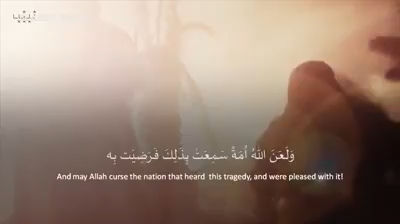 وَلَعَنَ اللهُ أُمَةً سَمِعَتْ بِذَلِكَ فَرَضِيَت بِه
And may Allah curse the nation that heard this tragedy, and were pleased with it!